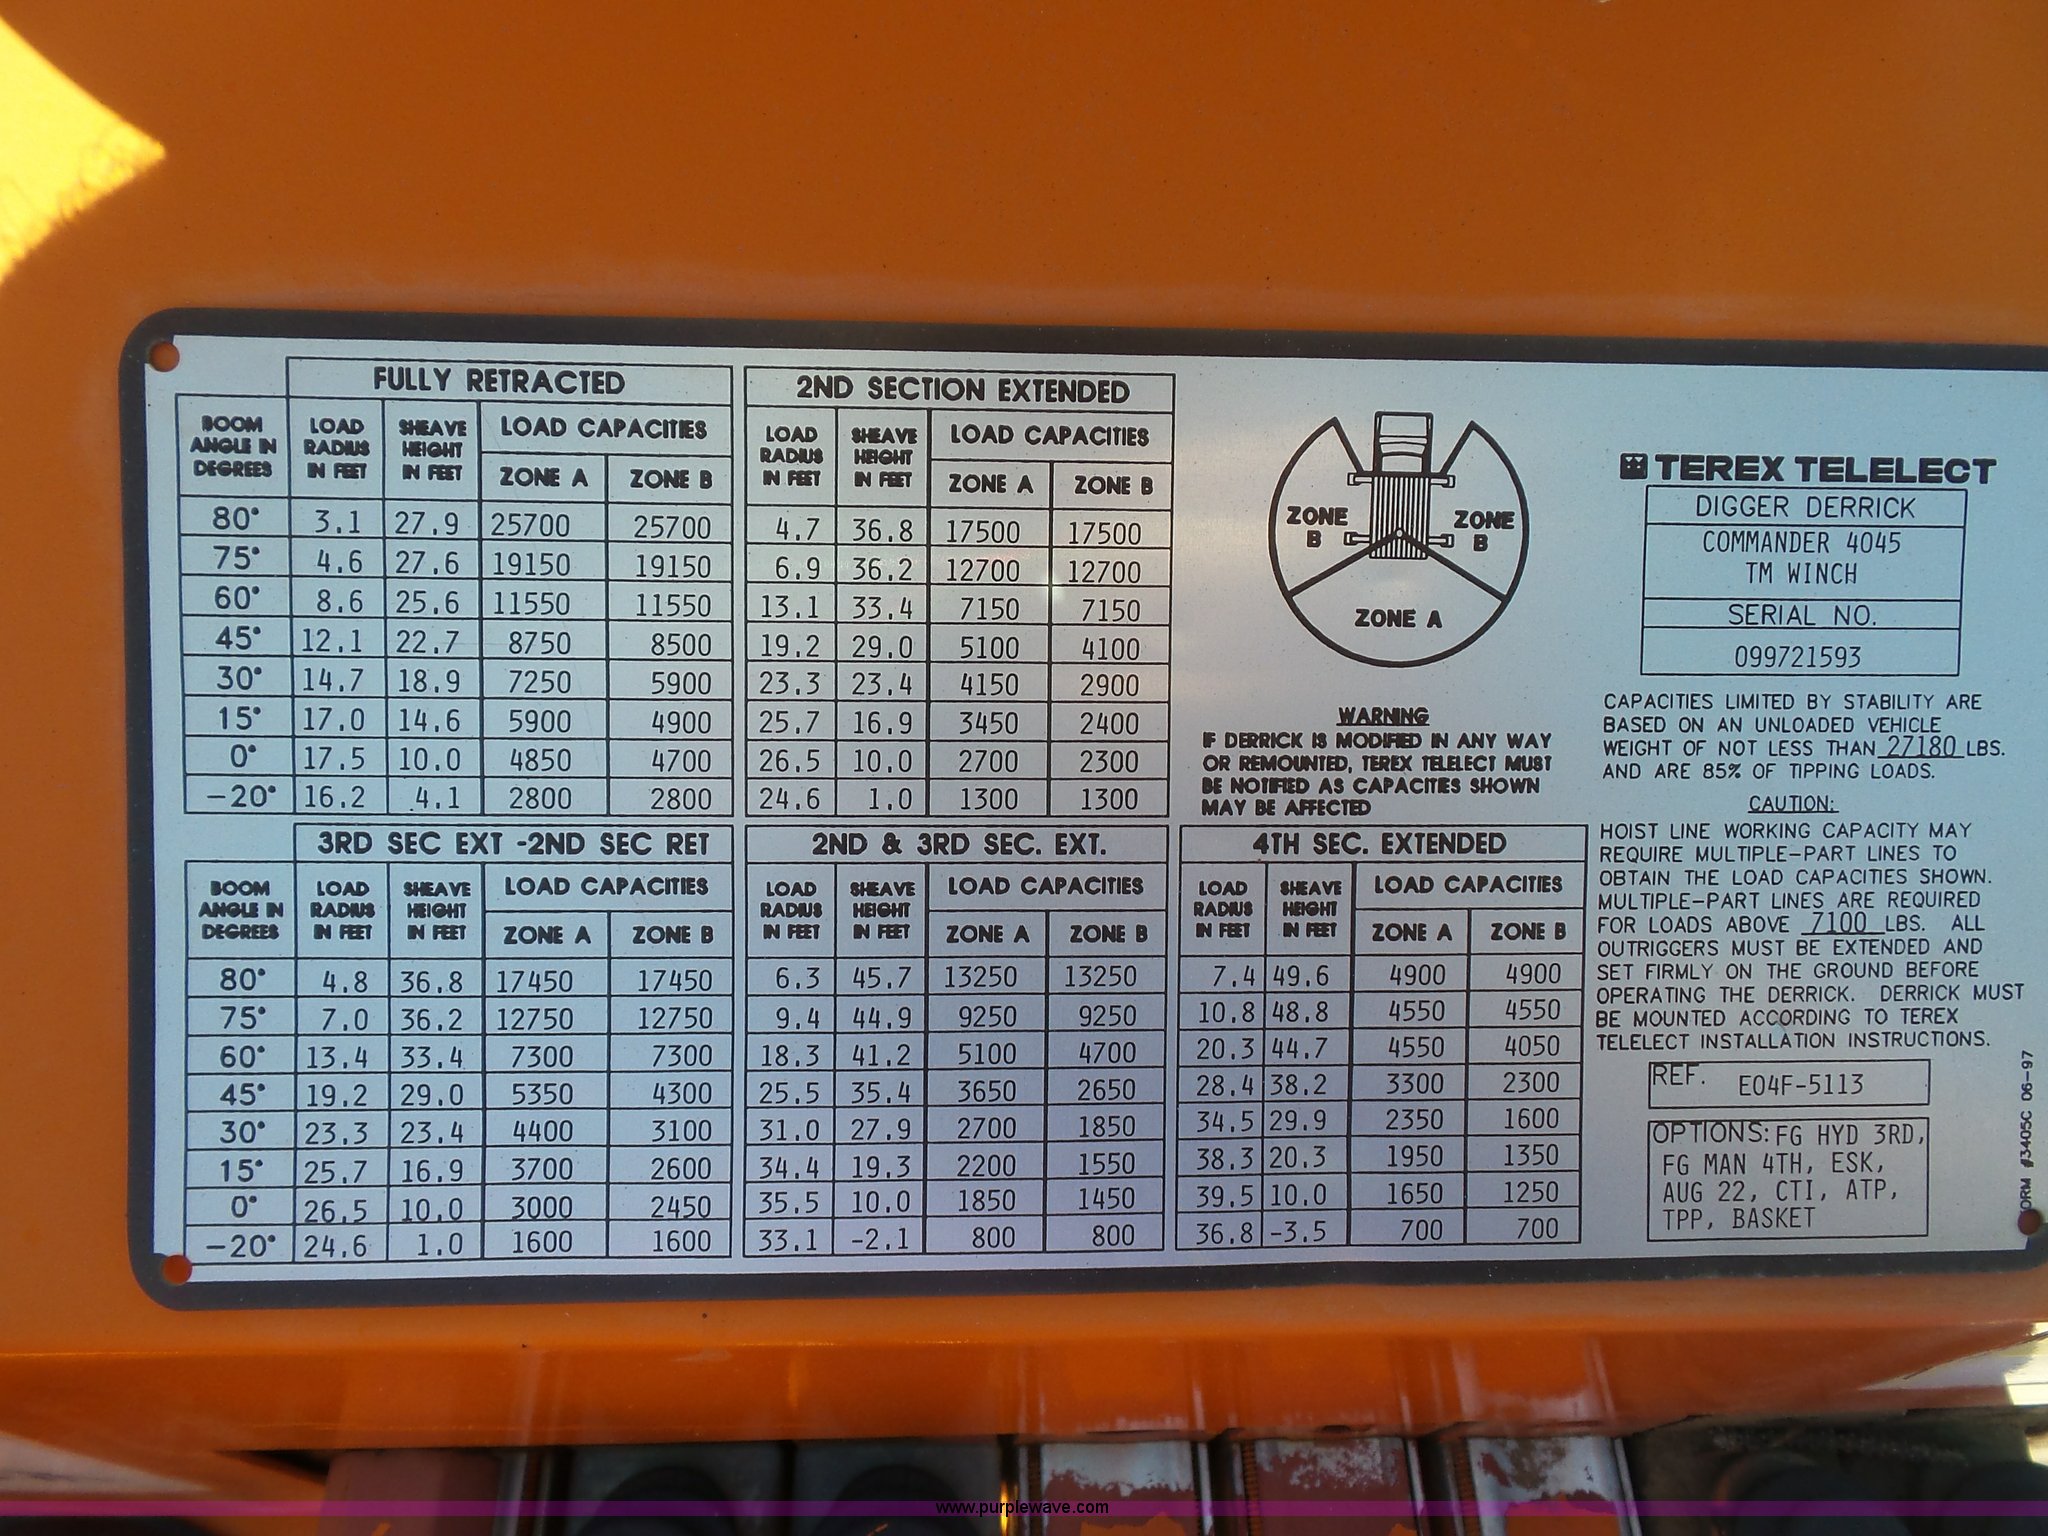 FULLY RETRACTED
BOOM ANGLE IN DEGREES LOAD RADIUS IN FEET SHEAVE HEIGHT IN FEET LOAD CAPACITIES
ZONE A ZONE B
80° 3.1 27.9 25700 25700
75° 4.6 27.6 19150 19150
60° 8.6 25.6 11550 11550
45° 12.1 22.7 8750 8500
30° 14.7 18.9 7250 5900
15° 17.0 14.6 5900 4900
0° 17.5 10.0 4850 4700
-20° 16.2 4.1 2800 2800
2ND SECTION EXTENDED
LOAD RADIUS IN FEET SHEAVE HEIGHT IN FEET LOAD CAPACITIES
ZONE A ZONE B
4.7 36.8 17500 17500
6.9 36.2 12700 12700
13.1 33.4 7150 7150
19.2 29.0 5100 4100
23.3 23.4 4150 2900
25.7 16.9 3450 2400
26.5 10.0 2700 2300
24.6 1.0 1300 1300
ZONE B
ZONE B
ZONE A
WARNING
IF DERRICK IS MODIFIED IN ANY WAY
OR REMOUNTED, TEREX TELELECT MUST
BE NOTIFIED AS CAPACITIES SHOWN
MAY BE AFFECTED
3RD SEC EXT -2ND SEC RET
BOOM ANGLE IN DEGREES LOAD RADIUS IN FEET SHEAVE HEIGHT IN FEET LOAD CAPACITIES
ZONE A ZONE B
80° 4.8 36.8 17450 17450
75° 7.0 36.2 12750 12750
60° 13.4 33.4 7300 7300
45° 19.2 29.0 5350 4300
30° 23.3 23.4 4400 3100
15° 25.7 16.9 3700 2600
0° 26.5 10.0 3000 2450
-20° 24.6 1.0 1600 1600
2ND & 3RD SEC. EXT.
LOAD RADIUS IN FEET SHEAVE HEIGHT IN FEET LOAD CAPACITIES
ZONE A ZONE B
6.3 45.7 13250 13250
9.4 44.9 9250 9250
18.3 41.2 5100 4700
25.5 35.4 3650 2650
31.0 27.9 2700 1850
34.4 19.3 2200 1550
35.5 10.0 1850 1450
33.1 -2.1 800 800
4TH SEC. EXTENDED
LOAD RADIUS IN FEET SHEAVE HEIGHT IN FEET LOAD CAPACITIES
ZONE A ZONE B
7.4 49.6 4900 4900
10.8 48.8 4550 4550
20.3 44.7 4550 4050
28.4 38.2 3300 2300
34.5 29.9 2350 1600
38.3 20.3 1950 1350
39.5 10.0 1650 1250
36.8 -3.5 700 700
TEREX TELELECT
DIGGER DERRICK
COMMANDER 4045
TM WINCH
SERIAL NO.
099721593
CAPACITIES LIMITED BY STABILITY ARE
BASED ON AN UNLOADED VEHICLE
WEIGHT OF NOT LESS THAN 27180 LBS.
AND ARE 85% OF TIPPING LOADS.
CAUTION:
HOIST LINE WORKING CAPACITY MAY
REQUIRE MULTIPLE-PART LINES TO
OBTAIN THE LOAD CAPACITIES SHOWN.
MULTIPLE-PART LINES ARE REQUIRED
FOR LOADS ABOVE 7100 LBS. ALL
OUTRIGGERS MUST BE EXTENDED AND
SET FIRMLY ON THE GROUND BEFORE
OPERATING THE DERRICK. DERRICK MUST
BE MOUNTED ACCORDING TO TEREX
TELELECT INSTALLATION INSTRUCTIONS.
REF. E04F-5113
OPTIONS: FG HYD 3RD,
FG MAN 4TH, ESK,
AUG 22, CTI, ATP,
TPP, BASKET
FORM #3405C 06-97
www.purplewave.com